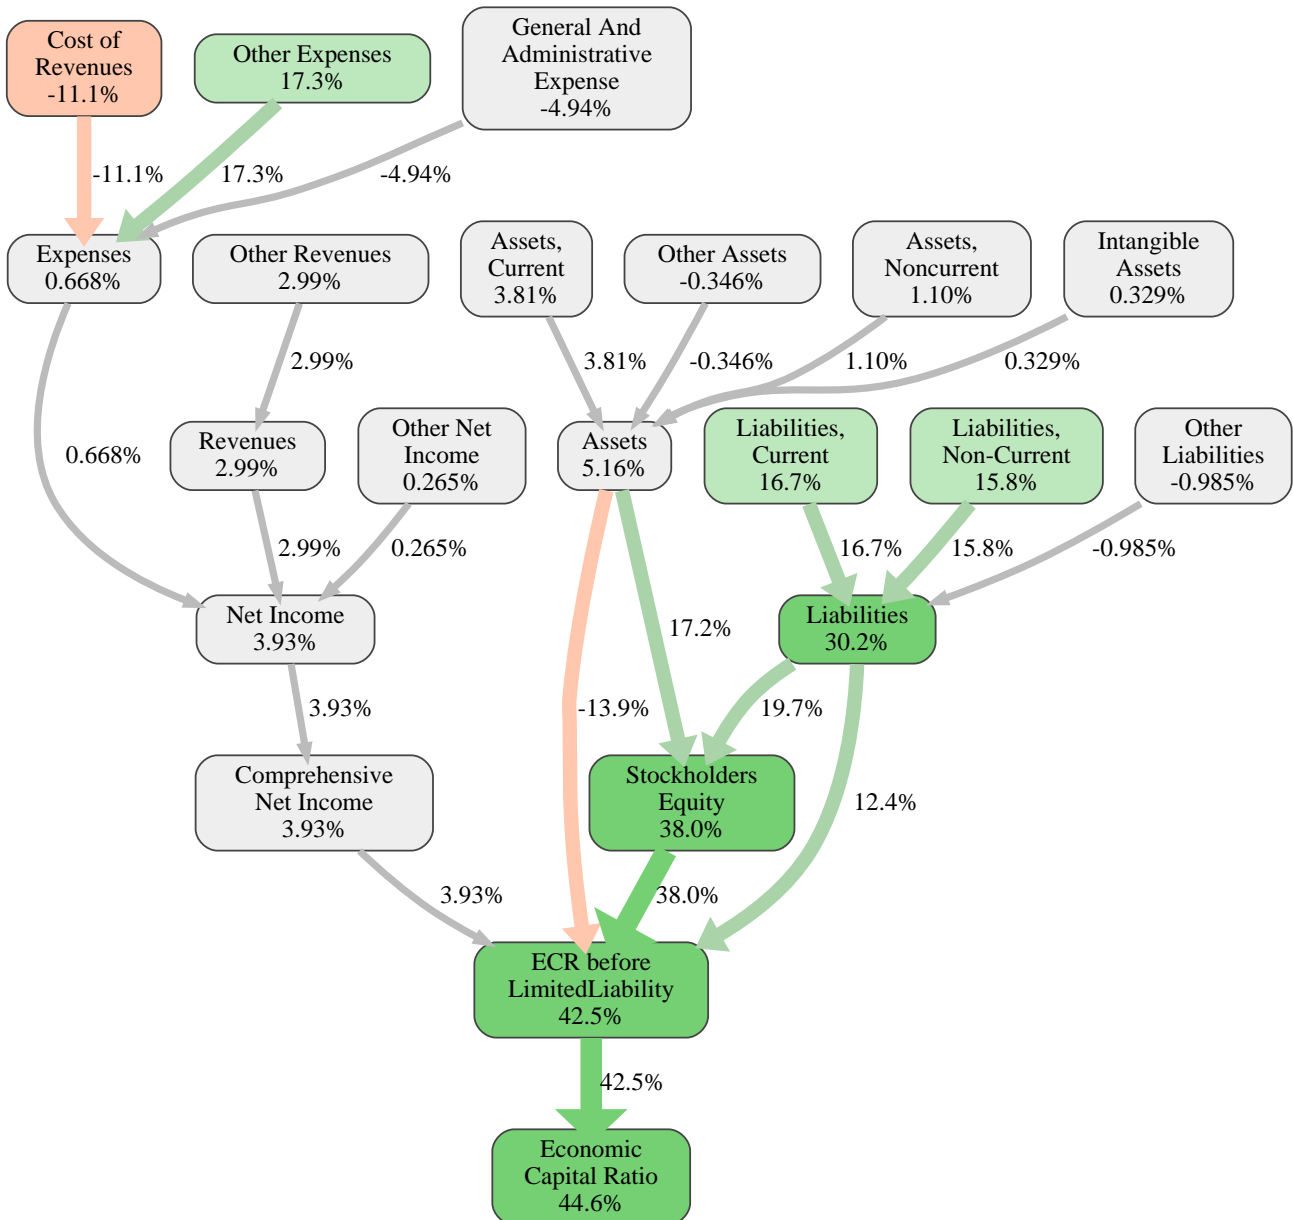 Cost of
Revenues
-11.1%
Other Expenses
17.3%
General And
Administrative
Expense
-4.94%
-11.1%
17.3%
-4.94%
Expenses
0.668%
Other Revenues
2.99%
Assets,
Current
3.81%
Other Assets
-0.346%
Assets,
Noncurrent
1.10%
Intangible
Assets
0.329%
2.99%
3.81%
-0.346%
1.10%
0.329%
0.668%
Revenues
2.99%
Other Net
Income
0.265%
Assets
5.16%
Liabilities,
Current
16.7%
Liabilities,
Non-Current
15.8%
Other
Liabilities
-0.985%
2.99%
0.265%
16.7%
15.8%
-0.985%
Net Income
3.93%
17.2%
Liabilities
30.2%
3.93%
-13.9%
19.7%
Comprehensive
Net Income
3.93%
Stockholders
Equity
38.0%
12.4%
3.93%
38.0%
ECR before
LimitedLiability
42.5%
42.5%
Economic
Capital Ratio
44.6%